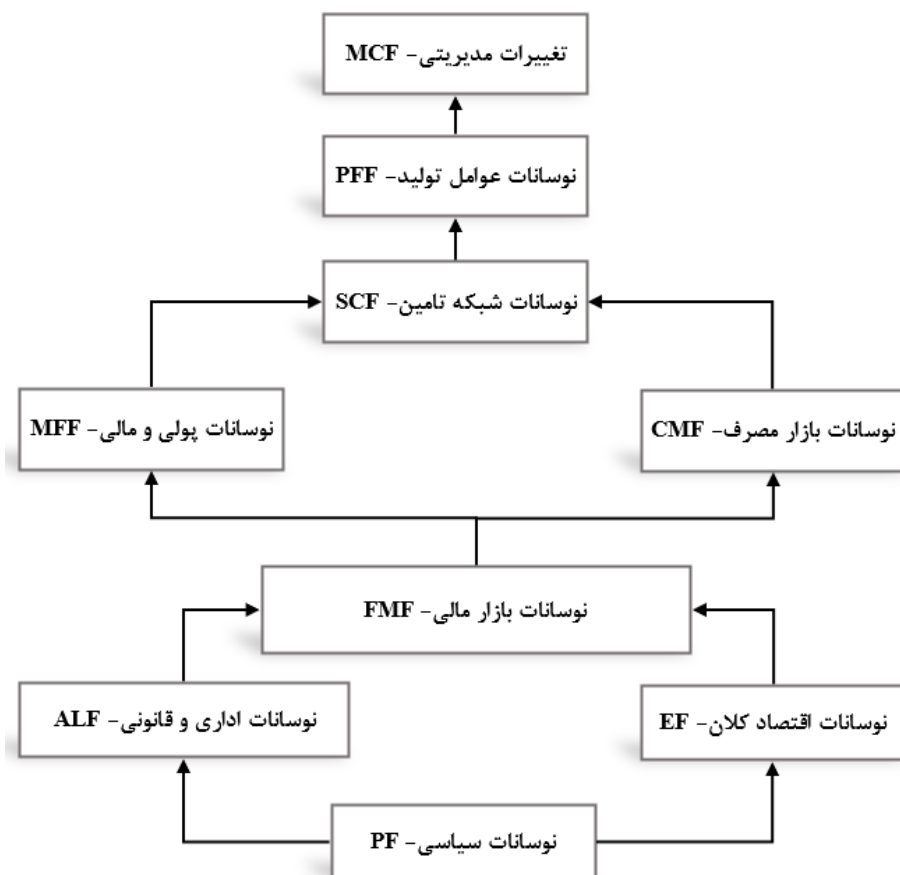 تغییرات مدیریتی- MCF
نوسانات عوامل تولید- PFF
نوسانات شبکه تامین- SCF
نوسانات پولی و مالی- MFF
نوسانات بازار مصرف- CMF
نوسانات بازار مالی- FMF
نوسانات اداری و قانونی- ALF
نوسانات اقتصاد کلان- EF
نوسانات سیاسی- PF